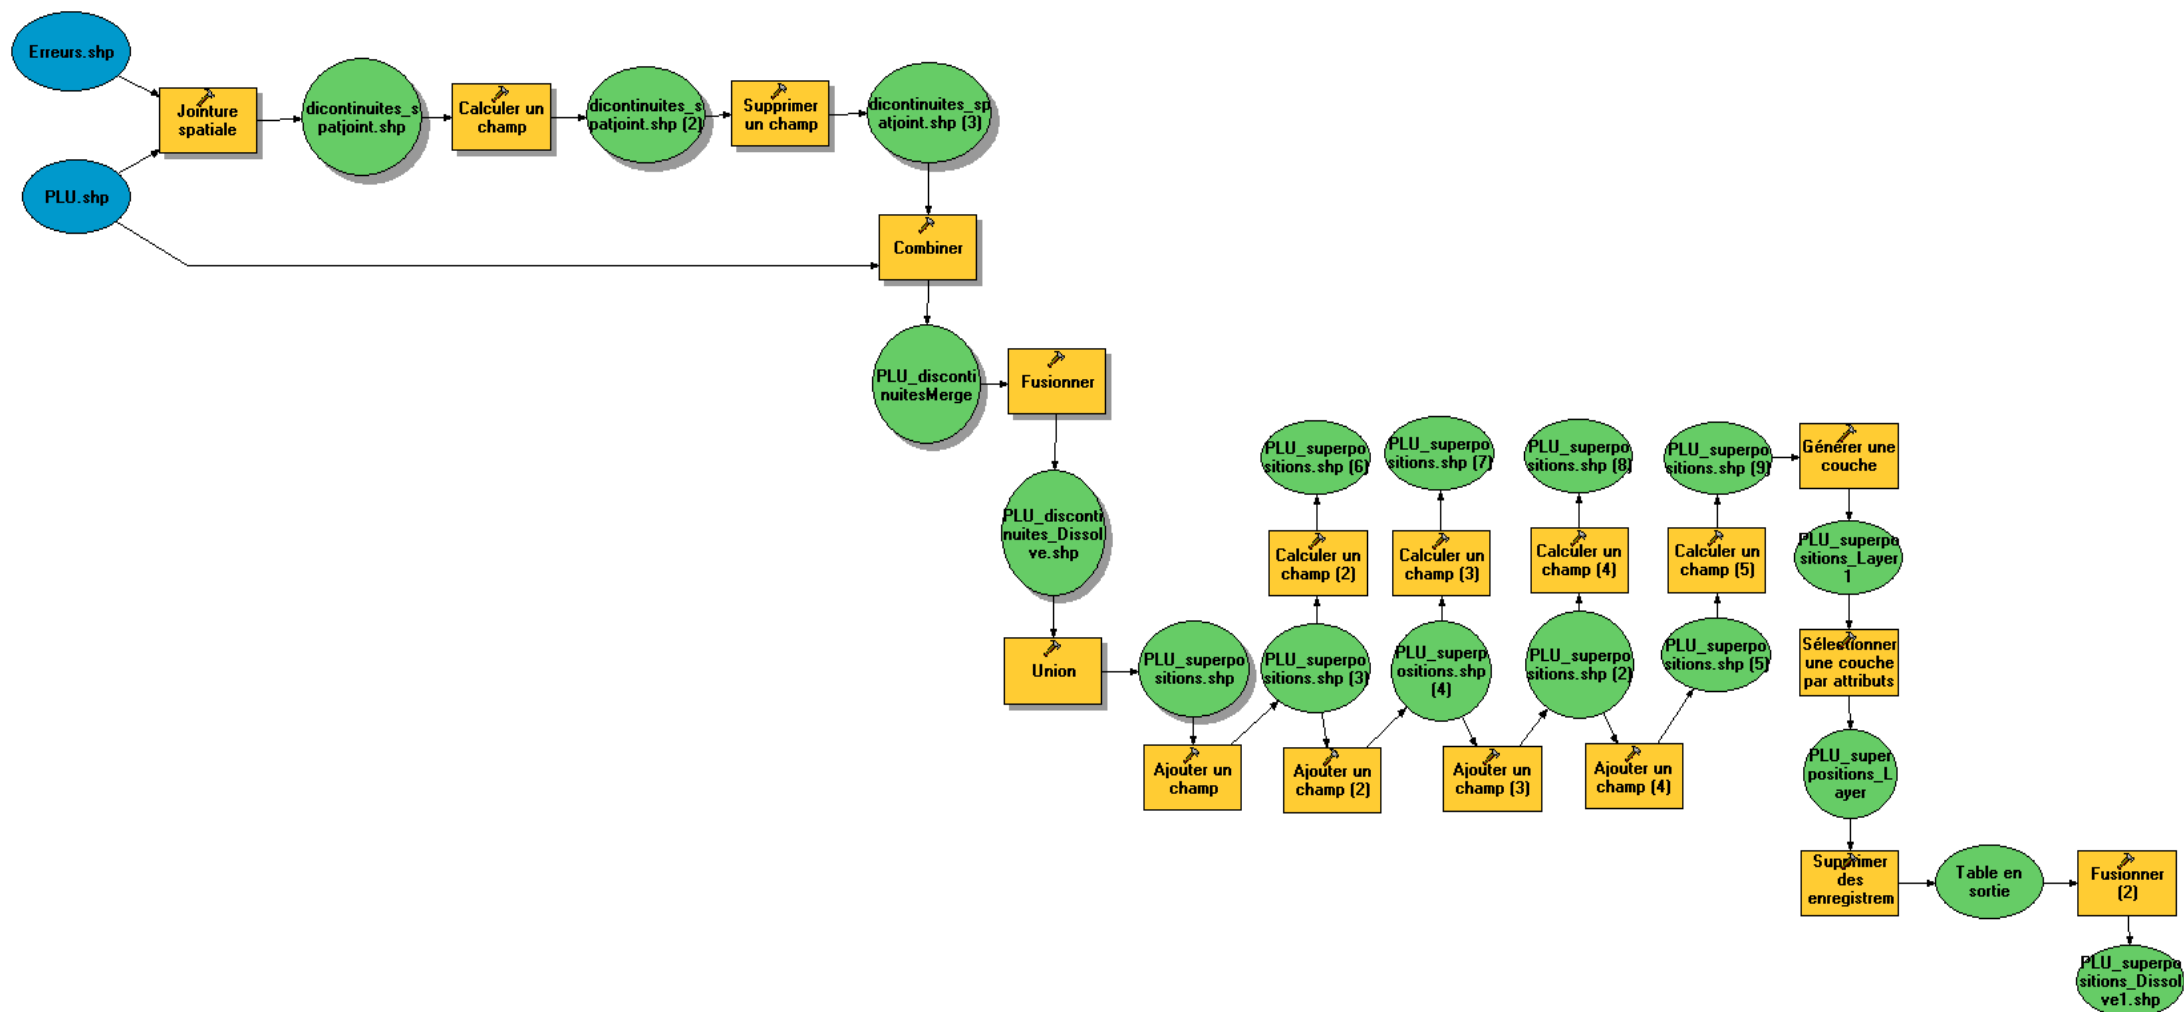 Erreurs.shp
PLU.shp
Jointure
spatiale
dicontinuites_s
patjoint.shp
Calculer un
champ
dicontinuites_s
patjoint.shp (2)
Supprimer
un champ
dicontinuites_sp
atjoint.shp (3)
Combiner
PLU_disconti
nuitesMerge
Fusionner
PLU_disconti
nuites_Dissol
ve.shp
Union
PLU_superpo
sitions.shp
Ajouter un
champ
PLU_superpo
sitions.shp (3)
Calculer un
champ (2)
PLU_superpo
sitions.shp (6)
Ajouter un
champ (2)
PLU_superp
ositions.shp
(4)
Calculer un
champ (3)
PLU_superpo
sitions.shp (7)
Ajouter un
champ (3)
PLU_superpo
sitions.shp (2)
Calculer un
champ (4)
PLU_superpo
sitions.shp (8)
Ajouter un
champ (4)
PLU_superpo
sitions.shp (5)
Calculer un
champ (5)
PLU_superpo
sitions.shp (9)
Générer une
couche
PLU_superpo
sitions_Layer
1
Sélectionner
une couche
par attributs
PLU_super
positions_L
ayer
Supprimer
des
enregistrem
Table en
sortie
Fusionner
(2)
PLU_superpo
sitions_Dissol
ve1.shp